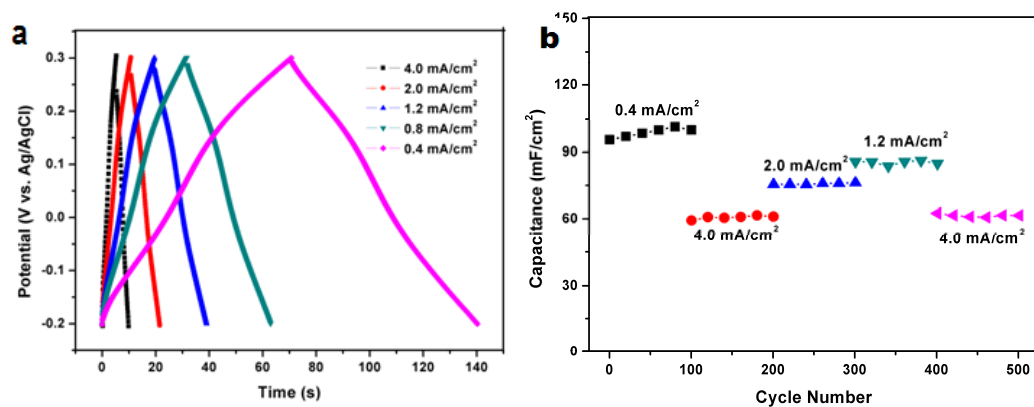 a
0.3
0.2
0.1
0.0
-0.1
-0.2
Potential (V vs. Ag/AgCl)
4.0 mA/cm²
2.0 mA/cm²
1.2 mA/cm²
0.8 mA/cm²
0.4 mA/cm²
0 20 40 60 80 100 120 140
Time (s)
b
150
120
90
60
30
0
Capacitance (mF/cm²)
0.4 mA/cm²
4.0 mA/cm²
2.0 mA/cm²
1.2 mA/cm²
4.0 mA/cm²
0 100 200 300 400 500
Cycle Number